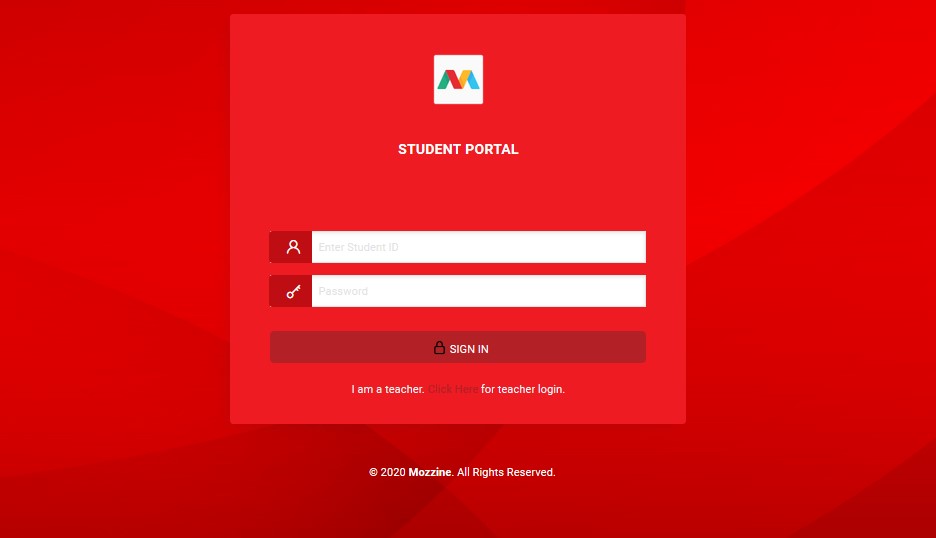 STUDENT PORTAL
Enter Student ID
Password
SIGN IN
I am a teacher. Click Here for teacher login.
© 2020 Mozzine. All Rights Reserved.